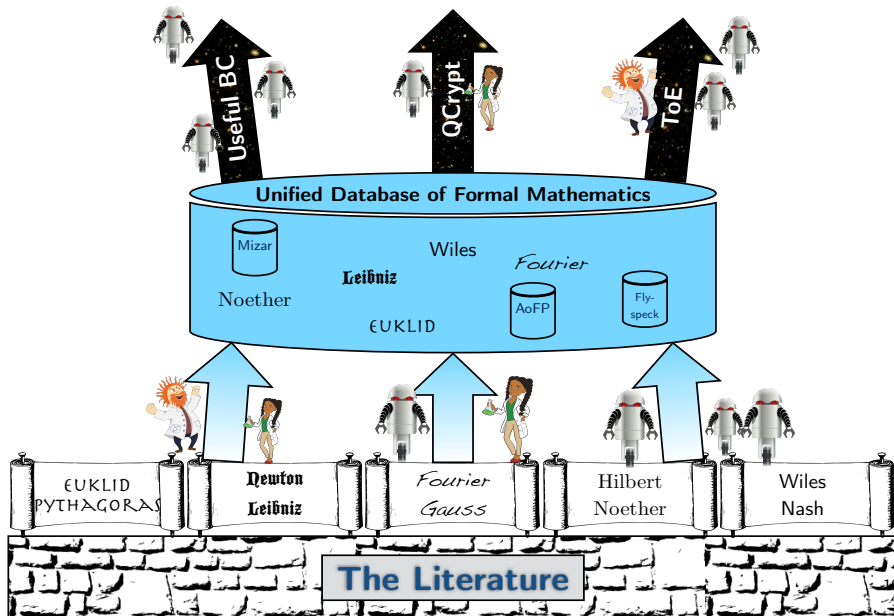 Useful BC
QCrypt
ToE
Unified Database of Formal Mathematics
Mizar
Wiles
Fourier
Leibniz
Noether
AoFP
Fly-
speck
EUKLID
EUKLID
PYTHAGORAS
Newton
Leibniz
Fourier
Gauss
Hilbert
Noether
Wiles
Nash
The Literature